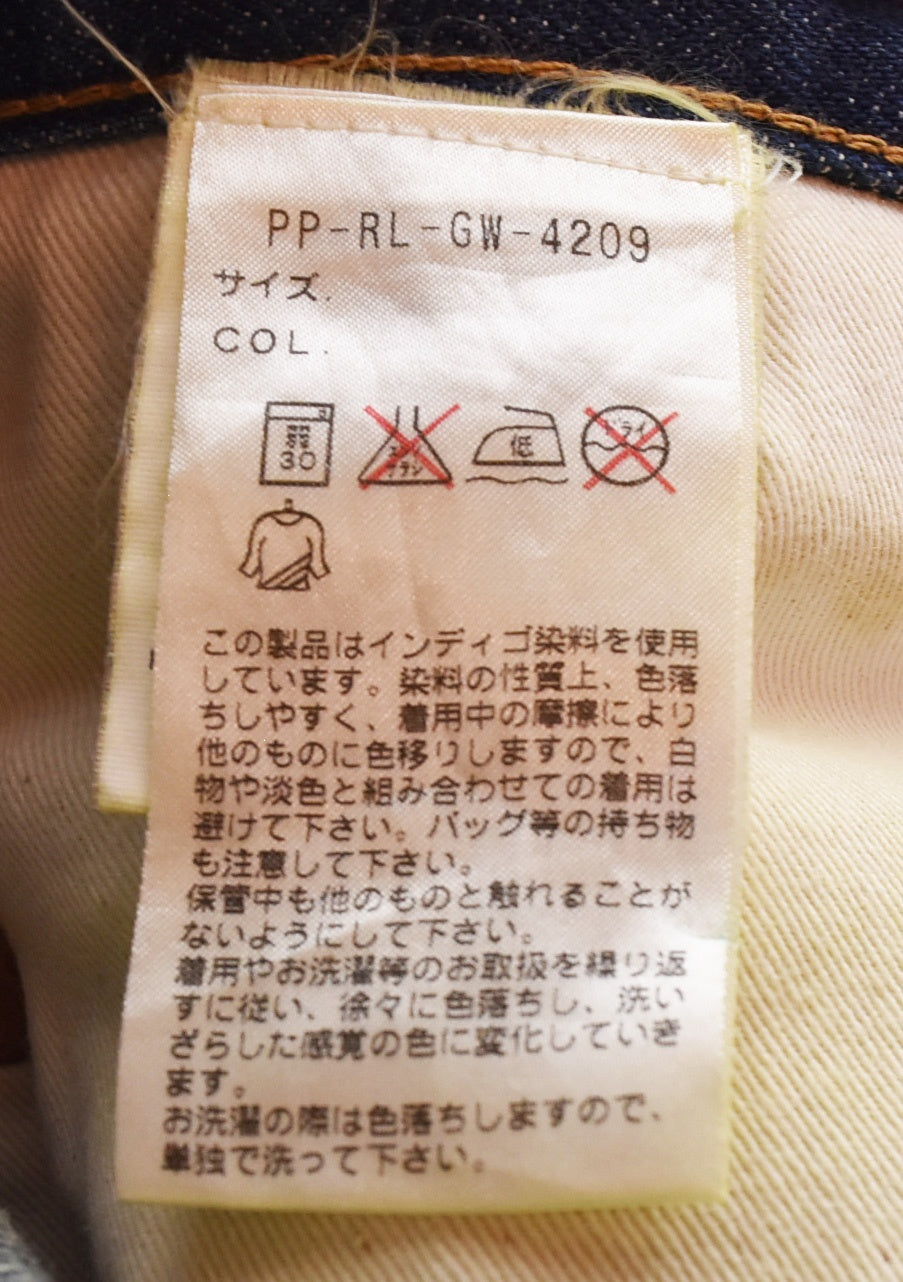 PP-RL-GW-4209
サイズ.
COL.
弱
30
エンソ
サラシ
低
ドライ
この製品はインディゴ染料を使用
しています。染料の性質上、色落
ちしやすく、着用中の摩擦により
他のものに色移りしますので、白
物や淡色と組み合わせての着用は
避けて下さい。バッグ等の持ち物
も注意して下さい。
保管中も他のものと触れることが
ないようにして下さい。
着用やお洗濯等のお取扱を繰り返
すに従い、徐々に色落ちし、洗い
ざらした感覚の色に変化していき
ます。
お洗濯の際は色落ちしますので、
単独で洗って下さい。